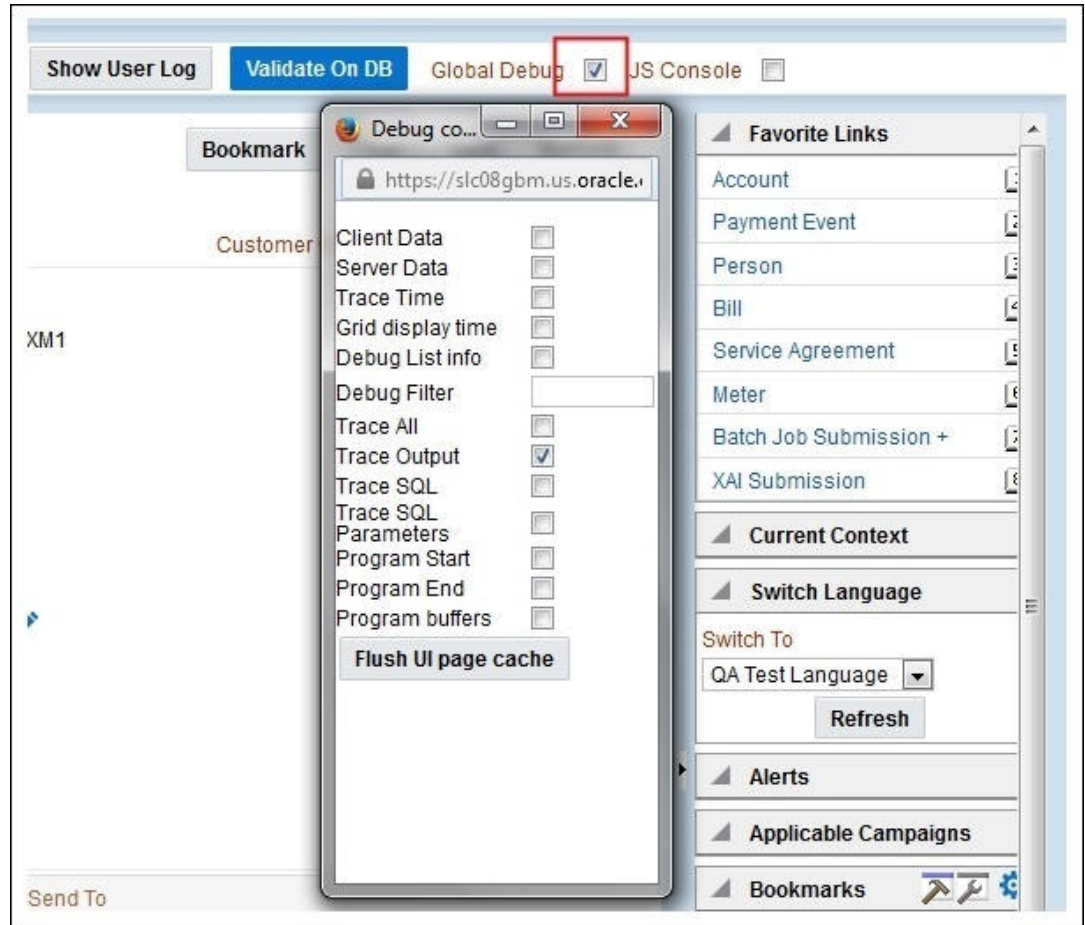 Show User Log Validate On DB Global Debug JS Console
Debug co...
https://slc08gbm.us.oracle.
Bookmark
Customer
XM1
Client Data
Server Data
Trace Time
Grid display time
Debug List info
Debug Filter
Trace All
Trace Output
Trace SQL
Trace SQL
Parameters
Program Start
Program End
Program buffers
Flush UI page cache
Favorite Links
Account
Payment Event
Person
Bill
Service Agreement
Meter
Batch Job Submission +
XAI Submission
Current Context
Switch Language
Switch To
QA Test Language
Refresh
Alerts
Applicable Campaigns
Bookmarks
Send To